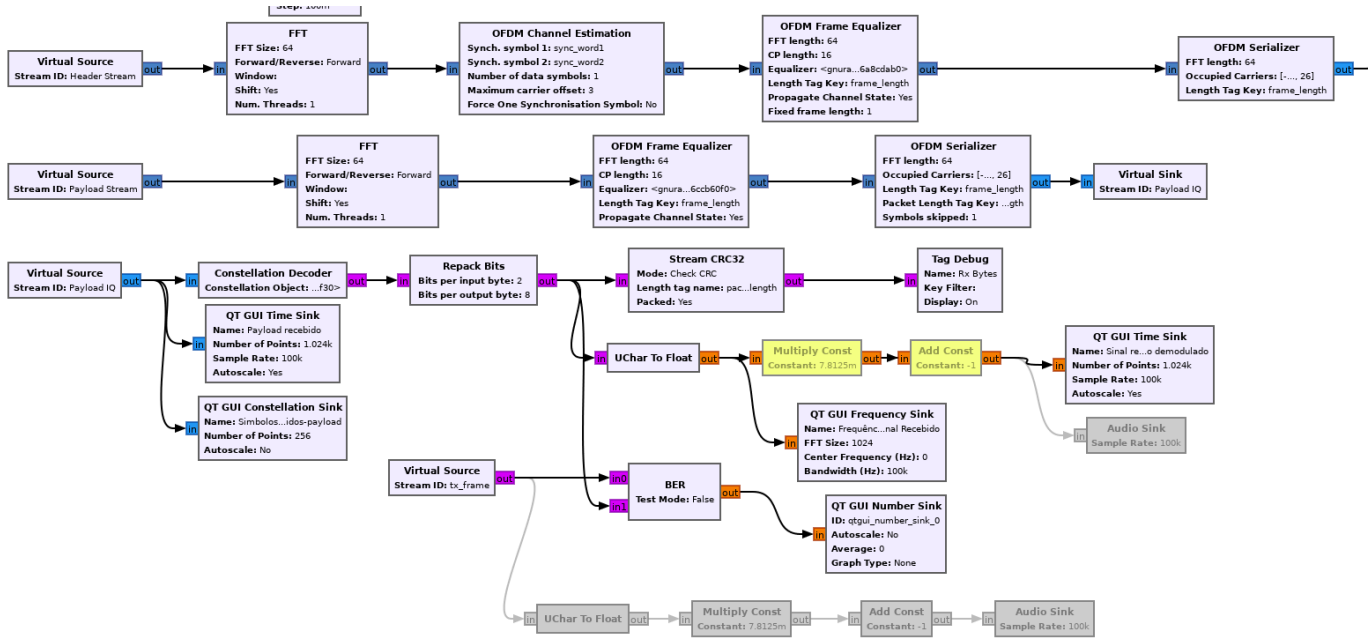 Step: 100m
FFT
FFT Size: 64
Forward/Reverse: Forward
Window:
Shift: Yes
Num. Threads: 1
OFDM Channel Estimation
Synch. symbol 1: sync_word1
Synch. symbol 2: sync_word2
Number of data symbols: 1
Maximum carrier offset: 3
Force One Synchronisation Symbol: No
OFDM Frame Equalizer
FFT length: 64
CP length: 16
Equalizer: <gnura...6a8cdab0>
Length Tag Key: frame_length
Propagate Channel State: Yes
Fixed frame length: 1
OFDM Serializer
FFT length: 64
Occupied Carriers: [-..., 26]
Length Tag Key: frame_length
Virtual Source
Stream ID: Header Stream
out
in
out
in
out
in
out
in
out
Virtual Source
Stream ID: Payload Stream
out
in
FFT
FFT Size: 64
Forward/Reverse: Forward
Window:
Shift: Yes
Num. Threads: 1
out
in
OFDM Frame Equalizer
FFT length: 64
CP length: 16
Equalizer: <gnura...6ccb60f0>
Length Tag Key: frame_length
Propagate Channel State: Yes
out
in
OFDM Serializer
FFT length: 64
Occupied Carriers: [-..., 26]
Length Tag Key: frame_length
Packet Length Tag Key: ...gth
Symbols skipped: 1
out
in
Virtual Sink
Stream ID: Payload IQ
Virtual Source
Stream ID: Payload IQ
out
in
Constellation Decoder
Constellation Object: ...f30>
out
in
Repack Bits
Bits per input byte: 2
Bits per output byte: 8
out
in
Stream CRC32
Mode: Check CRC
Length tag name: pac...length
Packed: Yes
out
in
Tag Debug
Name: Rx Bytes
Key Filter:
Display: On
in
QT GUI Time Sink
Name: Payload recebido
Number of Points: 1.024k
Sample Rate: 100k
Autoscale: Yes
in
UChar To Float
out
in
Multiply Const
Constant: 7.8125m
out
in
Add Const
Constant: -1
out
in
QT GUI Time Sink
Name: Sinal re...o demodulado
Number of Points: 1.024k
Sample Rate: 100k
Autoscale: Yes
in
QT GUI Constellation Sink
Name: Simbolos...idos-payload
Number of Points: 256
Autoscale: No
in
QT GUI Frequency Sink
Name: Frequênc...nal Recebido
FFT Size: 1024
Center Frequency (Hz): 0
Bandwidth (Hz): 100k
in
Audio Sink
Sample Rate: 100k
Virtual Source
Stream ID: tx_frame
out
in0
in1
BER
Test Mode: False
out
in
QT GUI Number Sink
ID: qtgui_number_sink_0
Autoscale: No
Average: 0
Graph Type: None
in
UChar To Float
out
in
Multiply Const
Constant: 7.8125m
out
in
Add Const
Constant: -1
out
in
Audio Sink
Sample Rate: 100k